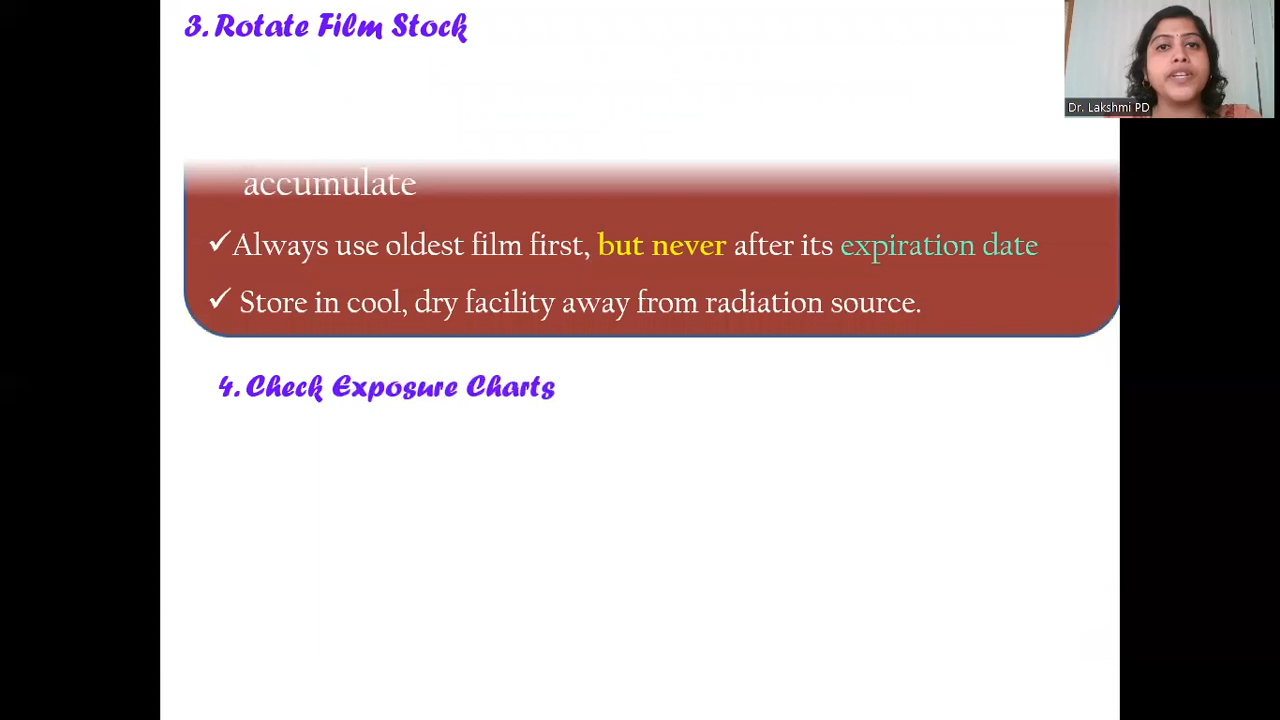 3. Rotate Film Stock
Dr. Lakshmi PD
accumulate
✓Always use oldest film first, but never after its expiration date
✓ Store in cool, dry facility away from radiation source.
4. Check Exposure Charts